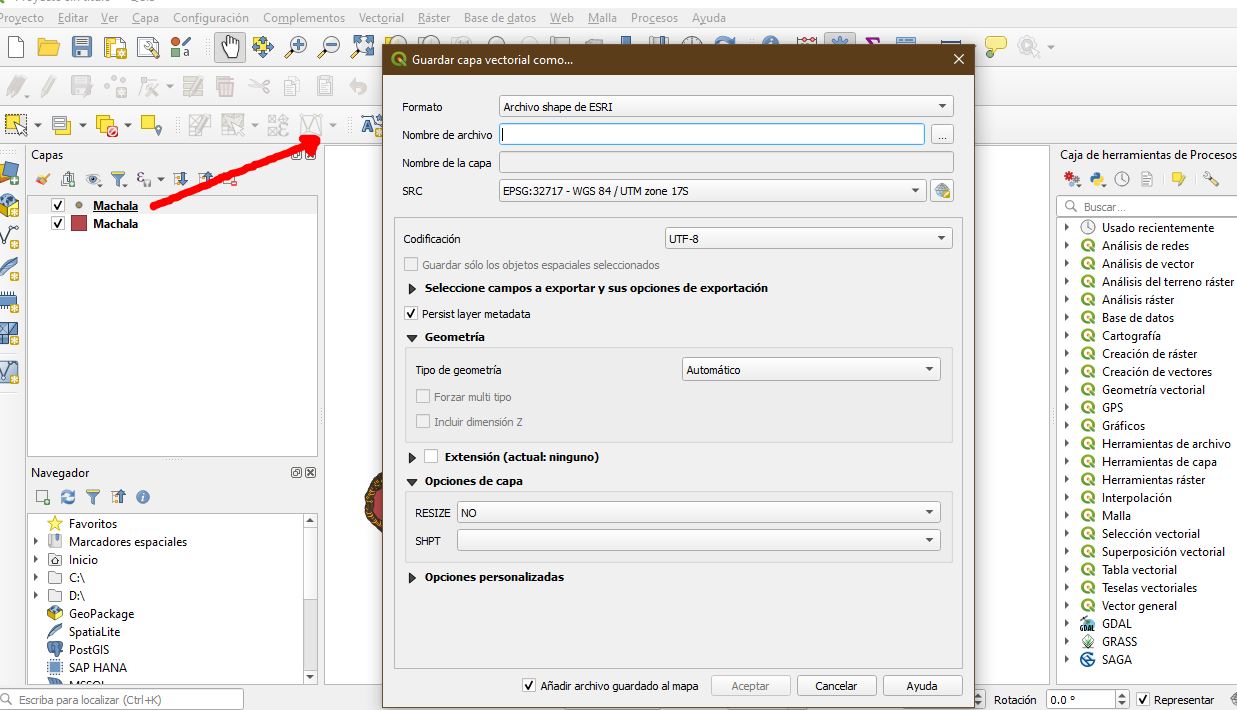 Proyecto Editar Ver Capa Configuración Complementos Vectorial Ráster Base de datos Web Malla Procesos Ayuda
Guardar capa vectorial como...
Formato Archivo shape de ESRI
Nombre de archivo ...
Nombre de la capa
SRC EPSG:32717 - WGS 84 / UTM zone 17S
Codificación UTF-8
Guardar sólo los objetos espaciales seleccionados
Seleccione campos a exportar y sus opciones de exportación
Persist layer metadata
Geometría
Tipo de geometría Automático
Forzar multi tipo
Incluir dimensión Z
Extensión (actual: ninguno)
Opciones de capa
RESIZE NO
SHPT
Opciones personalizadas
Añadir archivo guardado al mapa Aceptar Cancelar Ayuda
Capas
Machala
Machala
Navegador
Favoritos
Marcadores espaciales
Inicio
C:\
D:\
GeoPackage
SpatiaLite
PostGIS
SAP HANA
MSSQL
Escriba para localizar (Ctrl+K)
Caja de herramientas de Procesos
Buscar...
Usado recientemente
Análisis de redes
Análisis de vector
Análisis del terreno ráster
Análisis ráster
Base de datos
Cartografía
Creación de ráster
Creación de vectores
Geometría vectorial
GPS
Gráficos
Herramientas de archivo
Herramientas de capa
Herramientas ráster
Interpolación
Malla
Selección vectorial
Superposición vectorial
Tabla vectorial
Teselas vectoriales
Vector general
GDAL
GRASS
SAGA
Rotación 0.0 ° Representar